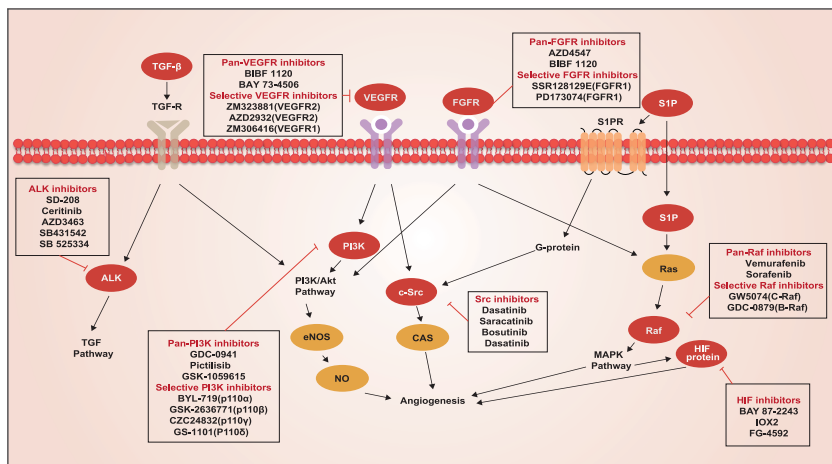 TGF-β
TGF-R
Pan-VEGFR inhibitors
BIBF 1120
BAY 73-4506
Selective VEGFR inhibitors
ZM323881(VEGFR2)
AZD2932(VEGFR2)
ZM306416(VEGFR1)
VEGFR
FGFR
Pan-FGFR inhibitors
AZD4547
BIBF 1120
Selective FGFR inhibitors
SSR128129E(FGFR1)
PD173074(FGFR1)
S1P
S1PR
ALK inhibitors
SD-208
Ceritinib
AZD3463
SB431542
SB 525334
ALK
TGF
Pathway
PI3K
PI3K/Akt
Pathway
eNOS
NO
Pan-PI3K inhibitors
GDC-0941
Pictilisib
GSK-1059615
Selective PI3K inhibitors
BYL-719(p110α)
GSK-2636771(p110β)
CZC24832(p110γ)
GS-1101(P110δ)
c-Src
CAS
Angiogenesis
Src inhibitors
Dasatinib
Saracatinib
Bosutinib
Dasatinib
G-protein
S1P
Ras
Raf
MAPK
Pathway
HIF
protein
Pan-Raf inhibitors
Vemurafenib
Sorafenib
Selective Raf inhibitors
GW5074(C-Raf)
GDC-0879(B-Raf)
HIF inhibitors
BAY 87-2243
IOX2
FG-4592